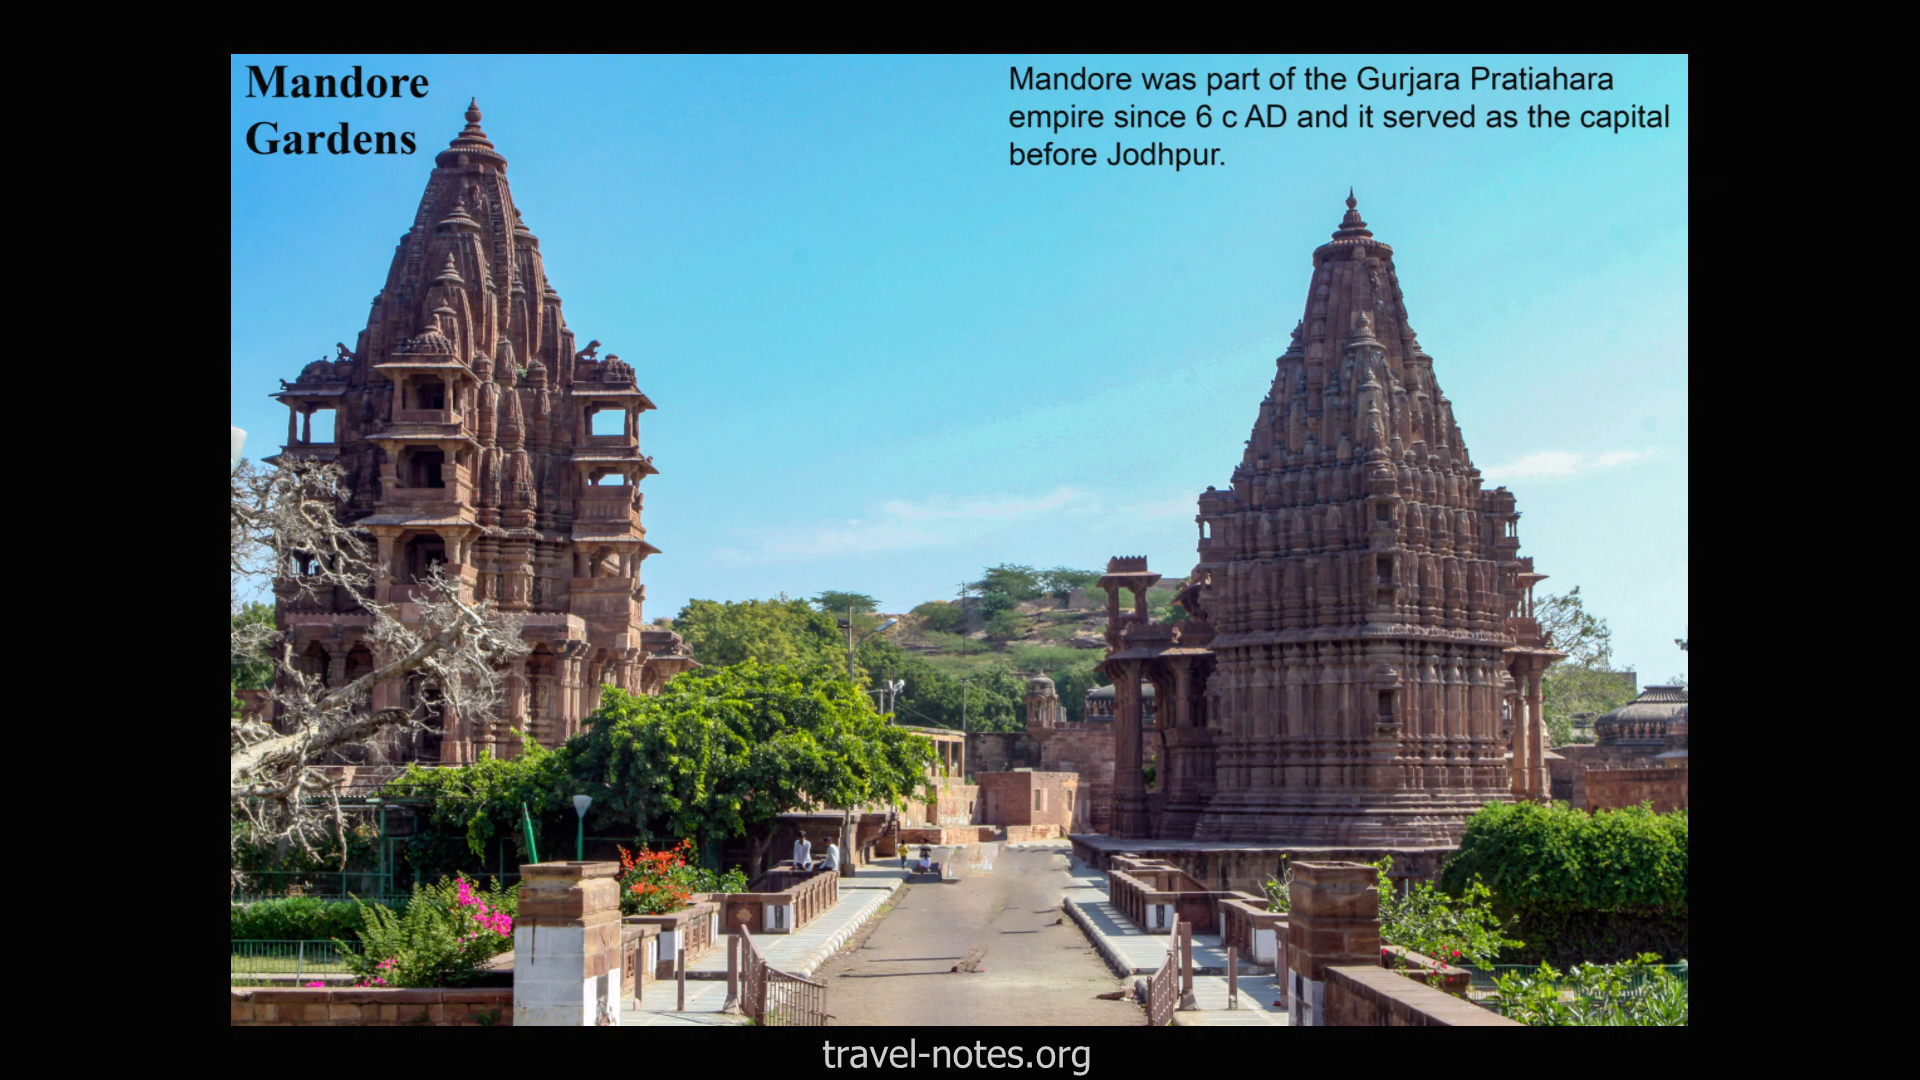 Mandore
Gardens
Mandore was part of the Gurjara Pratiahara
empire since 6 c AD and it served as the capital
before Jodhpur.
travel-notes.org